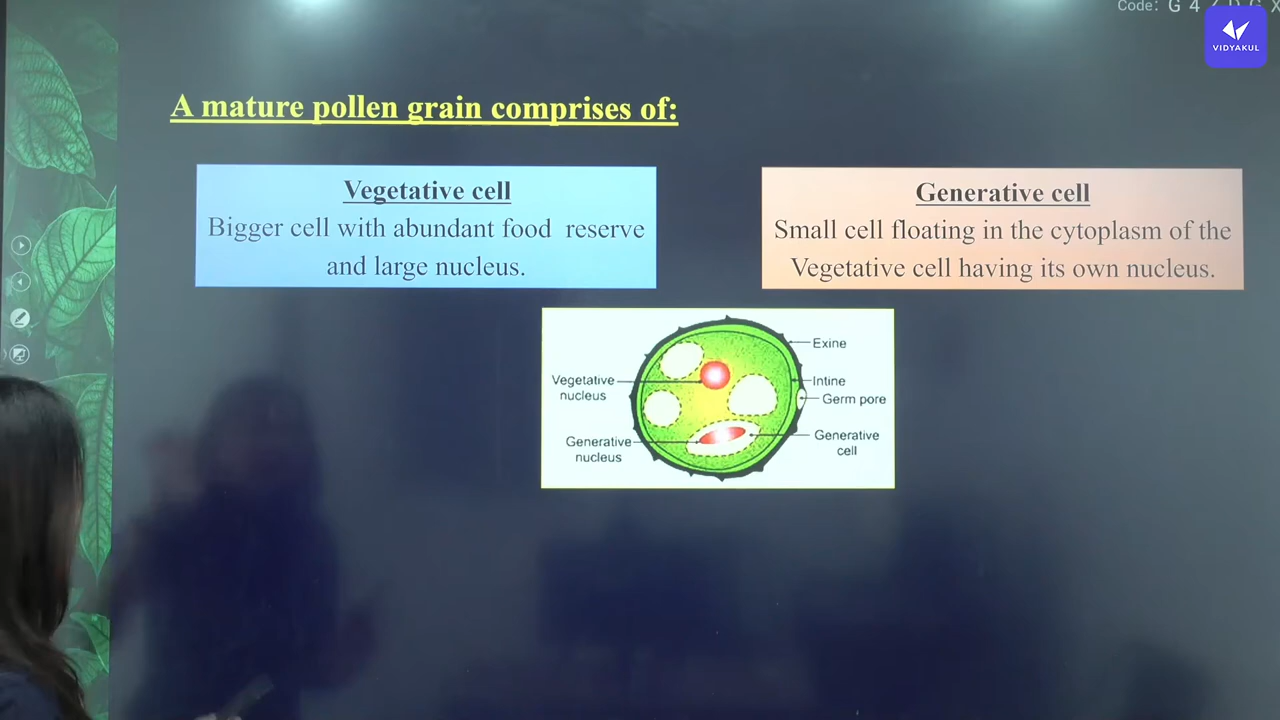 Code: G 4
VIDYAKUL
A mature pollen grain comprises of:
Vegetative cell
Bigger cell with abundant food reserve
and large nucleus.
Generative cell
Small cell floating in the cytoplasm of the
Vegetative cell having its own nucleus.
Exine
Vegetative
nucleus
Intine
Germ pore
Generative
nucleus
Generative
cell